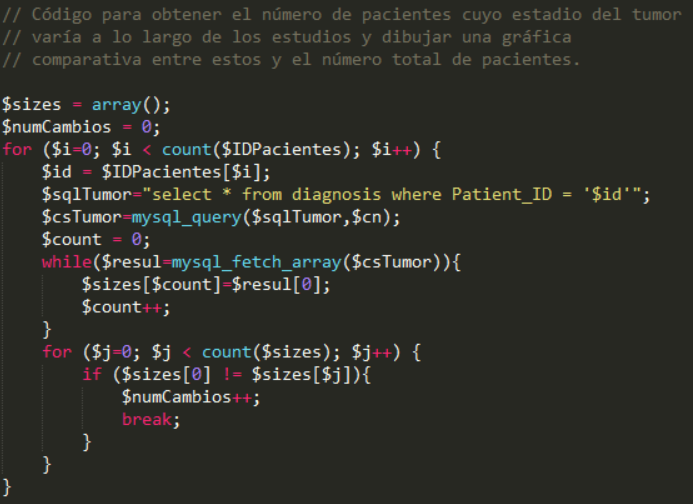 // Código para obtener el número de pacientes cuyo estadio del tumor
// varía a lo largo de los estudios y dibujar una gráfica
// comparativa entre estos y el número total de pacientes.

$sizes = array();
$numCambios = 0;
for ($i=0; $i < count($IDPacientes); $i++) {
    $id = $IDPacientes[$i];
    $sqlTumor="select * from diagnosis where Patient_ID = '$id'";
    $csTumor=mysql_query($sqlTumor,$cn);
    $count = 0;
    while($resul=mysql_fetch_array($csTumor)){
        $sizes[$count]=$resul[0];
        $count++;
    }
    for ($j=0; $j < count($sizes); $j++) {
        if ($sizes[0] != $sizes[$j]){
            $numCambios++;
            break;
        }
    }
}